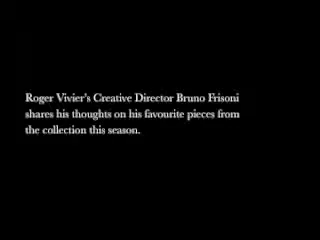 Roger Vivier's Creative Director Bruno Frisoni
shares his thoughts on his favourite pieces from
the collection this season.